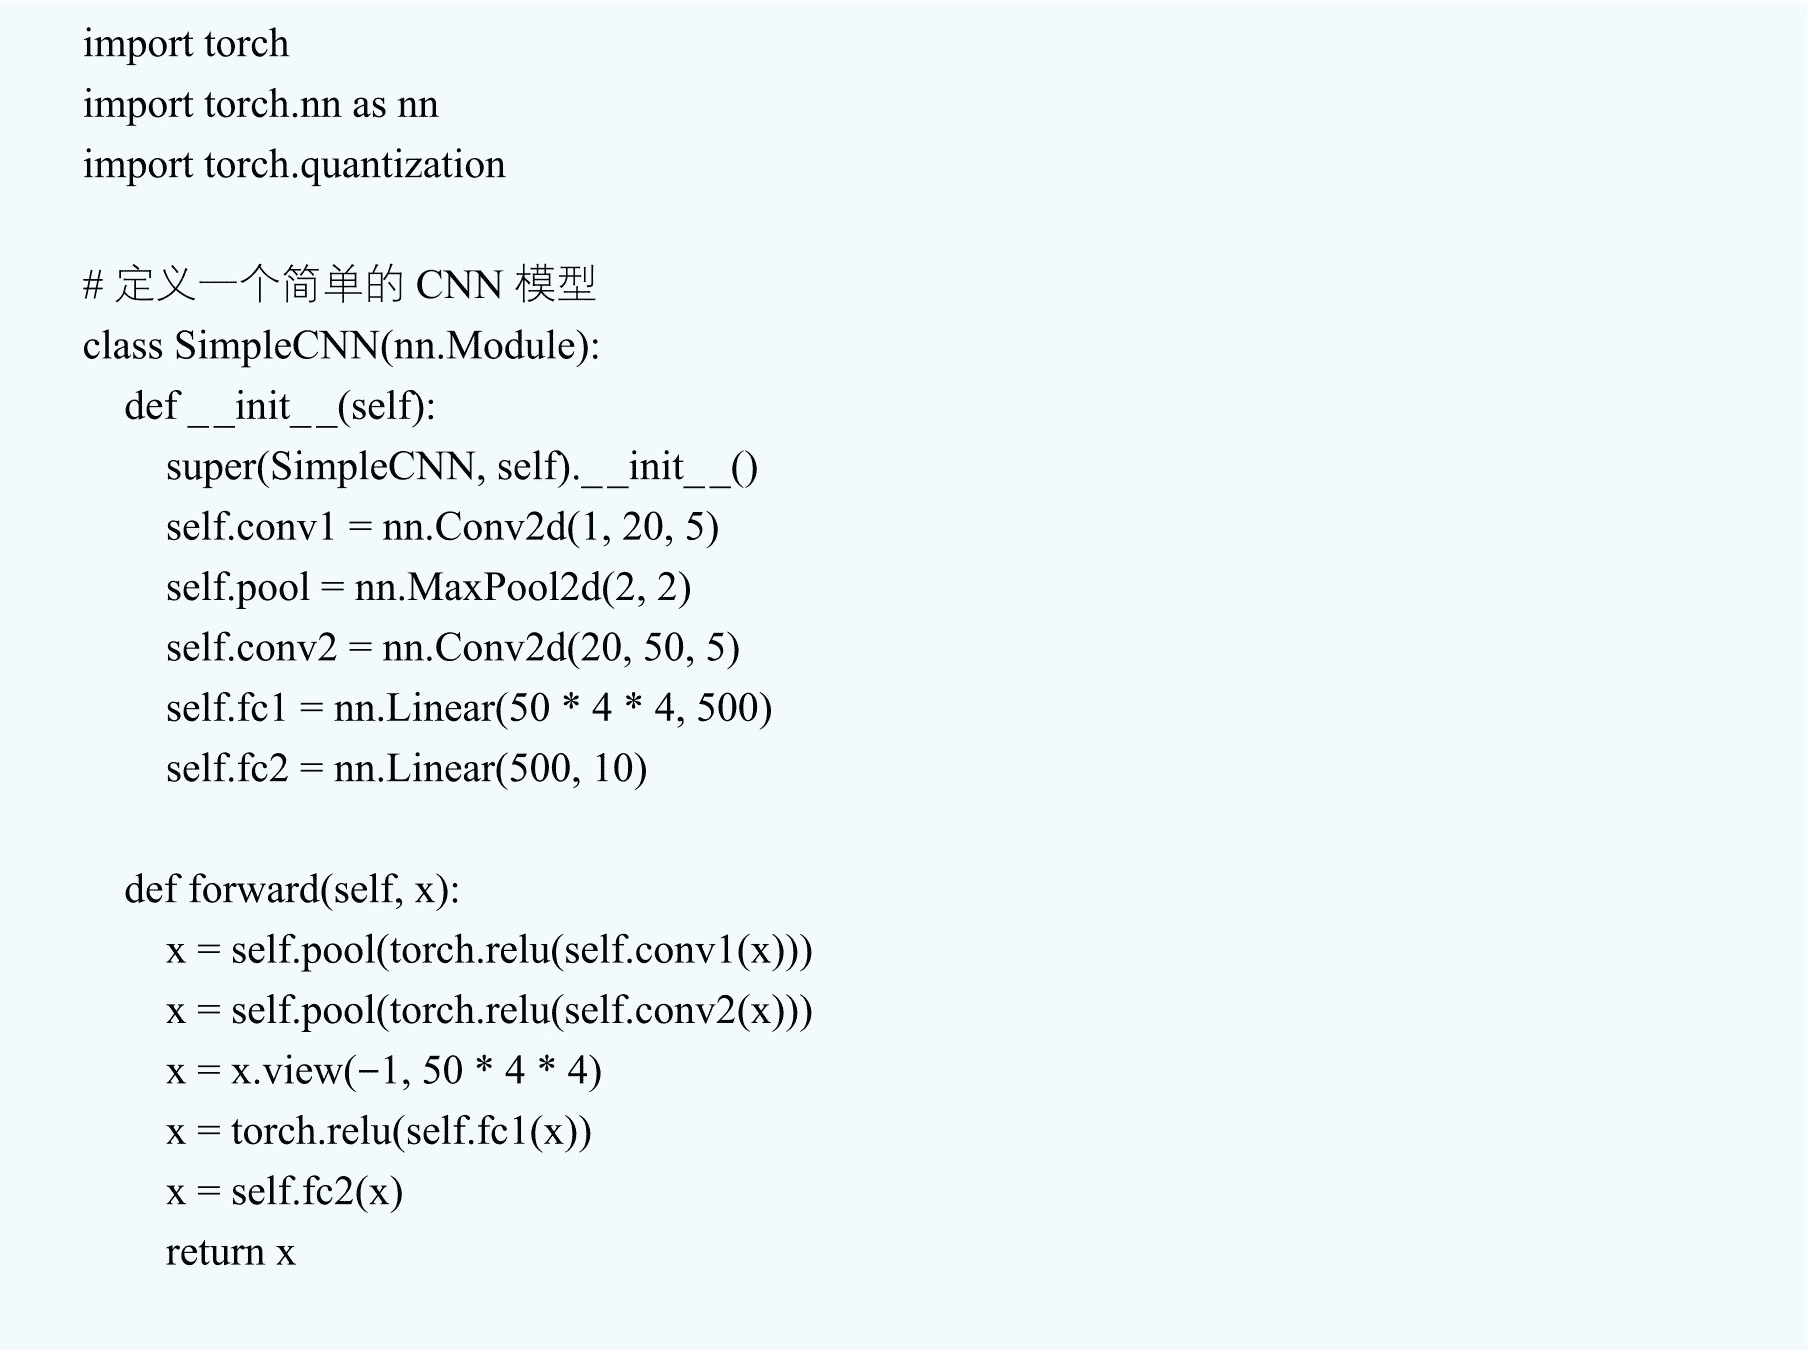 import torch
import torch.nn as nn
import torch.quantization
# 定义一个简单的 CNN 模型
class SimpleCNN(nn.Module):
    def __init__(self):
        super(SimpleCNN, self).__init__()
        self.conv1 = nn.Conv2d(1, 20, 5)
        self.pool = nn.MaxPool2d(2, 2)
        self.conv2 = nn.Conv2d(20, 50, 5)
        self.fc1 = nn.Linear(50 * 4 * 4, 500)
        self.fc2 = nn.Linear(500, 10)
    def forward(self, x):
        x = self.pool(torch.relu(self.conv1(x)))
        x = self.pool(torch.relu(self.conv2(x)))
        x = x.view(−1, 50 * 4 * 4)
        x = torch.relu(self.fc1(x))
        x = self.fc2(x)
        return x